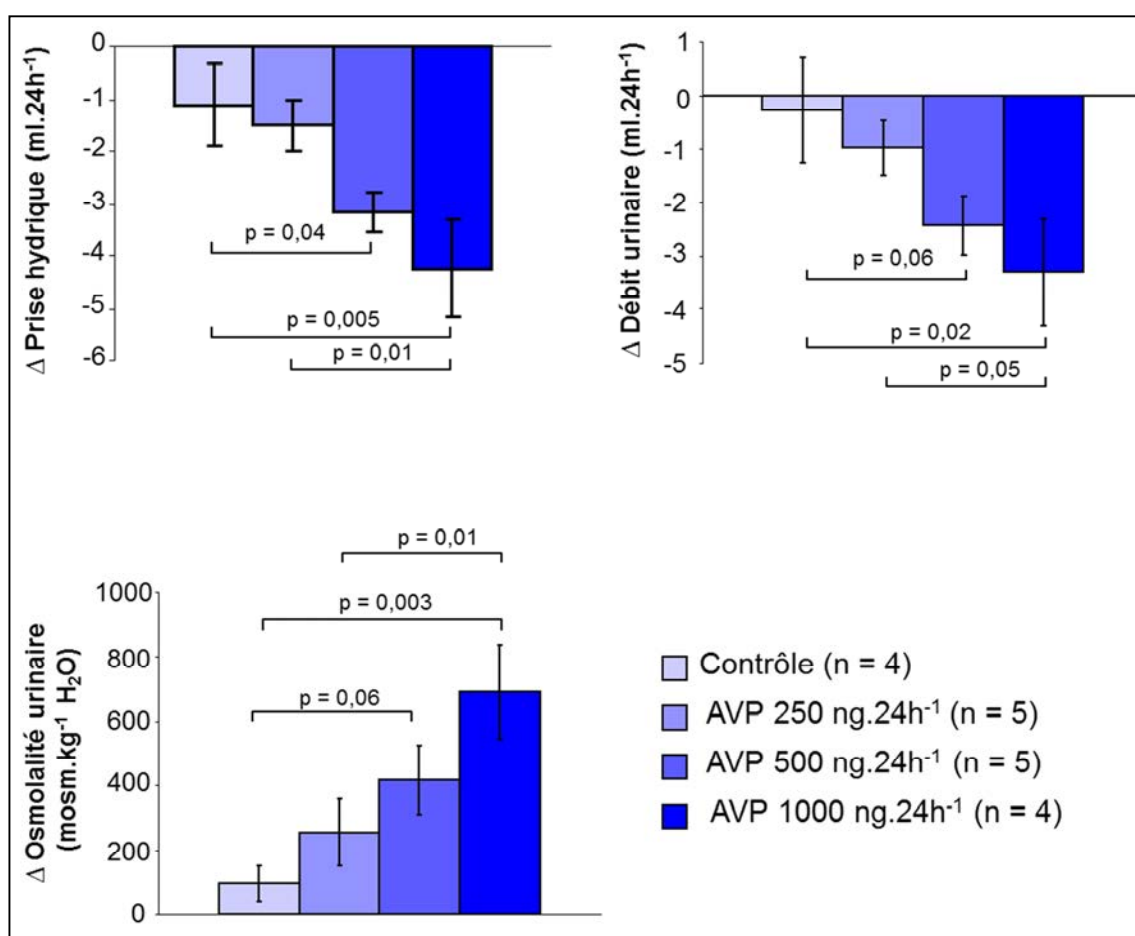 Δ Prise hydrique (ml.24h⁻¹)
0
-1
-2
-3
-4
-5
-6
p = 0,04
p = 0,005
p = 0,01
Δ Débit urinaire (ml.24h⁻¹)
1
0
-1
-2
-3
-4
-5
p = 0,06
p = 0,02
p = 0,05
Δ Osmolalité urinaire
(mosm.kg⁻¹ H₂O)
1000
800
600
400
200
0
p = 0,01
p = 0,003
p = 0,06
Contrôle (n = 4)
AVP 250 ng.24h⁻¹ (n = 5)
AVP 500 ng.24h⁻¹ (n = 5)
AVP 1000 ng.24h⁻¹ (n = 4)